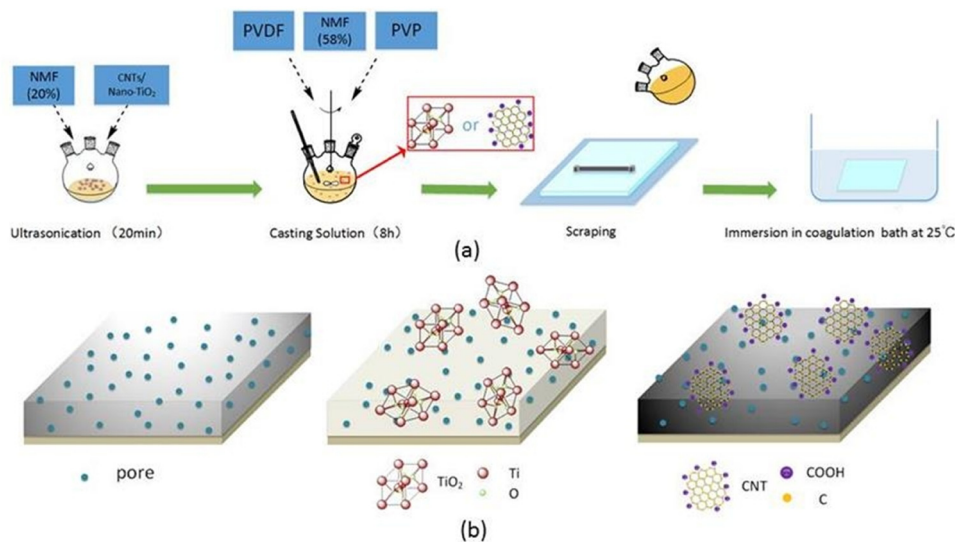 NMF
(20%)
CNTs/
Nano-TiO₂
PVDF
NMF
(58%)
PVP
or
Ultrasonication （20min）
Casting Solution（8h）
Scraping
Immersion in coagulation bath at 25℃
(a)
pore
TiO₂
Ti
O
CNT
COOH
C
(b)